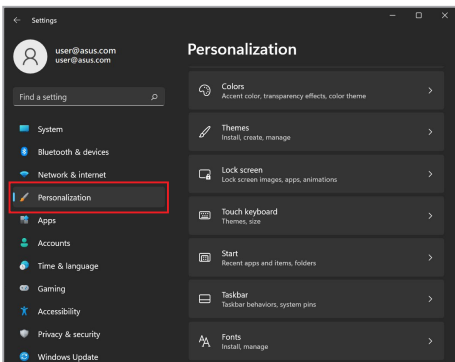 Settings
user@asus.com
user@asus.com
Find a setting
System
Bluetooth & devices
Network & internet
Personalization
Apps
Accounts
Time & language
Gaming
Accessibility
Privacy & security
Windows Update
Personalization
Colors
Accent color, transparency effects, color theme
Themes
Install, create, manage
Lock screen
Lock screen images, apps, animations
Touch keyboard
Themes, size
Start
Recent apps and items, folders
Taskbar
Taskbar behaviors, system pins
Fonts
Install, manage